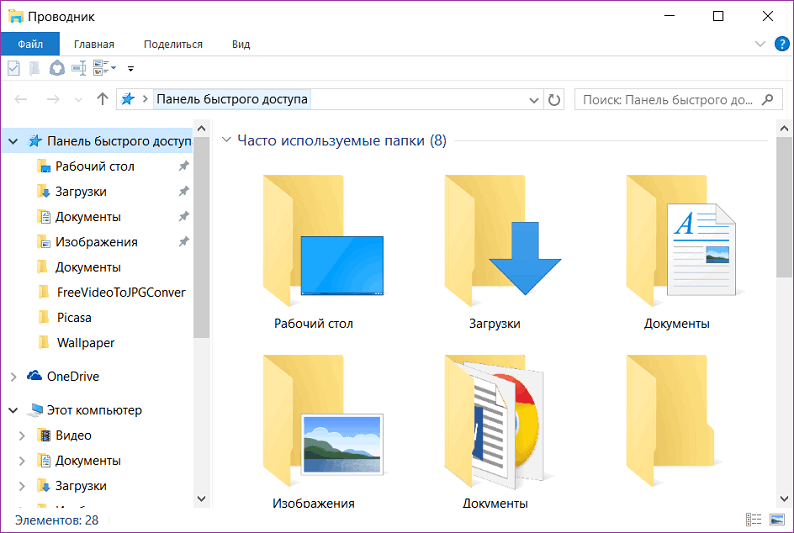 Проводник
Файл Главная Поделиться Вид
Панель быстрого доступа
Поиск: Панель быстрого до...
Панель быстрого доступ
Рабочий стол
Загрузки
Документы
Изображения
Документы
FreeVideoToJPGConver
Picasa
Wallpaper
OneDrive
Этот компьютер
Видео
Документы
Загрузки
Часто используемые папки (8)
Рабочий стол Загрузки Документы
Изображения Документы
Элементов: 28